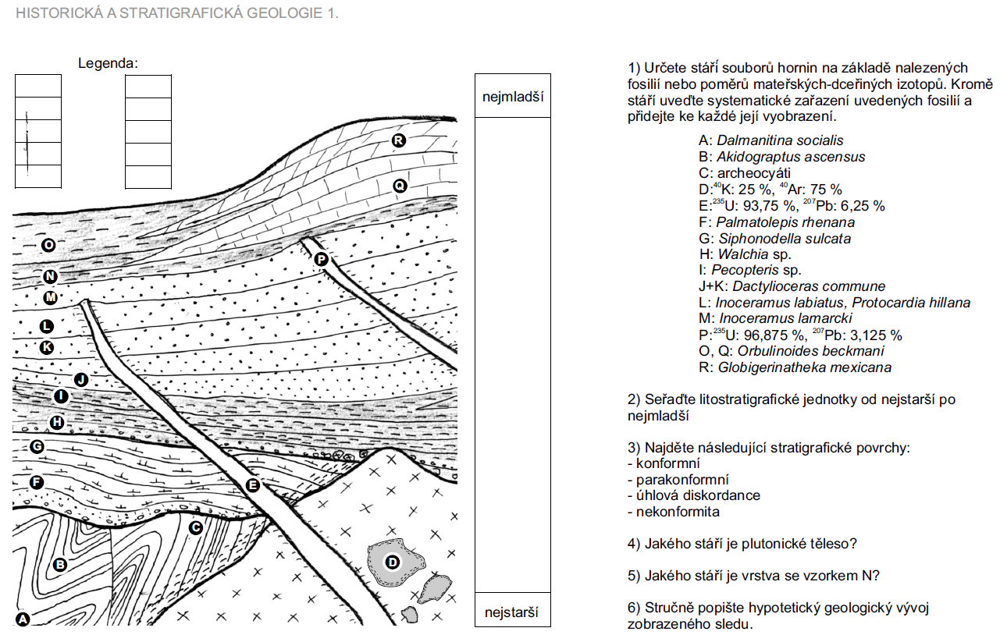 HISTORICKÁ A STRATIGRAFICKÁ GEOLOGIE 1.
Legenda:
nejmladší
nejstarší
R
Q
O
P
N
M
L
K
J
I
H
G
F
E
C
D
B
A
1) Určete stáří souborů hornin na základě nalezených
fosilií nebo poměrů mateřských-dceřiných izotopů. Kromě
stáří uveďte systematické zařazení uvedených fosilií a
přidejte ke každé její vyobrazení.
A: Dalmanitina socialis
B: Akidograptus ascensus
C: archeocyáti
D:⁴⁰K: 25 %, ⁴⁰Ar: 75 %
E:²³⁵U: 93,75 %, ²⁰⁷Pb: 6,25 %
F: Palmatolepis rhenana
G: Siphonodella sulcata
H: Walchia sp.
I: Pecopteris sp.
J+K: Dactylioceras commune
L: Inoceramus labiatus, Protocardia hillana
M: Inoceramus lamarcki
P:²³⁵U: 96,875 %, ²⁰⁷Pb: 3,125 %
O, Q: Orbulinoides beckmani
R: Globigerinatheka mexicana
2) Seřaďte litostratigrafické jednotky od nejstarší po
nejmladší
3) Najděte následující stratigrafické povrchy:
- konformní
- parakonformní
- úhlová diskordance
- nekonformita
4) Jakého stáří je plutonické těleso?
5) Jakého stáří je vrstva se vzorkem N?
6) Stručně popište hypotetický geologický vývoj
zobrazeného sledu.